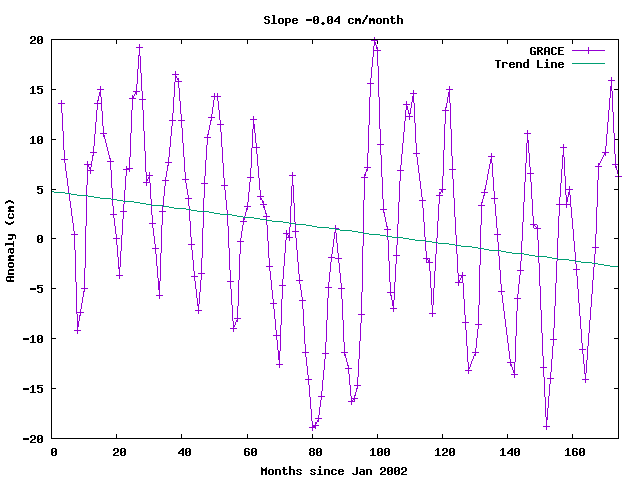 Slope -0.04 cm/month
GRACE
Trend Line
Anomaly (cm)
20
15
10
5
0
-5
-10
-15
-20
0 20 40 60 80 100 120 140 160
Months since Jan 2002